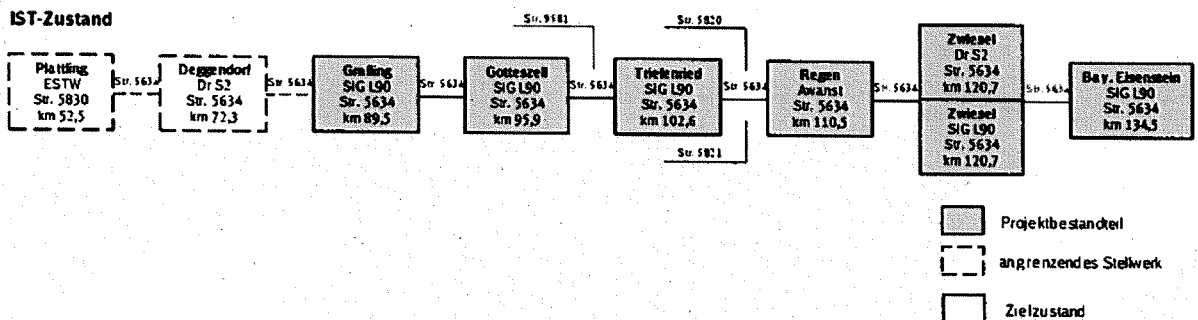 IST-Zustand
Str. 9581
Str. 5820
Plattling
ESTW
Str. 5830
km 52,5
Str. 5634
Deggendorf
Dr S2
Str. 5634
km 72,3
Str. 5634
Grafling
SIG L90
Str. 5634
km 89,5
Str. 5634
Gotteszell
SIG L90
Str. 5634
km 95,9
Str. 5634
Triefenried
SIG L90
Str. 5634
km 102,6
Str. 5634
Str. 5821
Regen
Awanst
Str. 5634
km 110,5
Str. 5634
Zwiesel
Dr S2
Str. 5634
km 120,7
Zwiesel
SIG L90
Str. 5634
km 120,7
Str. 5634
Bay. Eisenstein
SIG L90
Str. 5634
km 134,5
Projektbestandteil
angrenzendes Stellwerk
Zielzustand